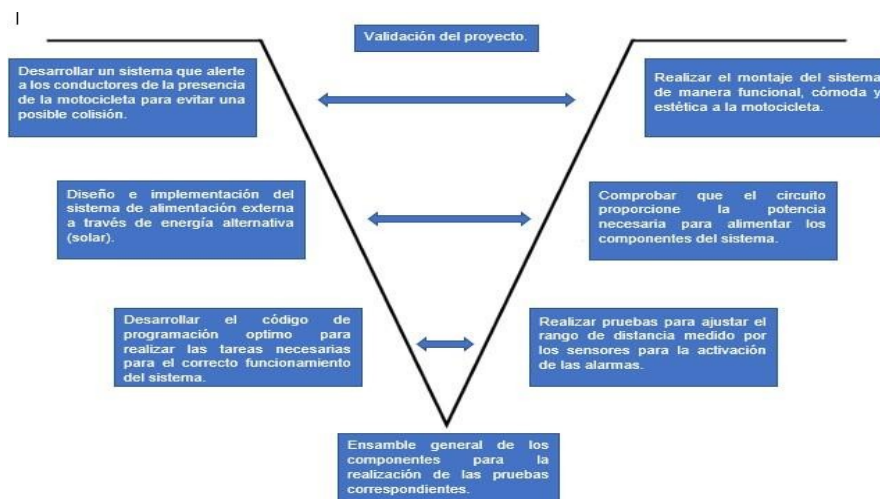 I
Validación del proyecto.
Desarrollar un sistema que alerte
a los conductores de la presencia
de la motocicleta para evitar una
posible colisión.
Realizar el montaje del sistema
de manera funcional, cómoda y
estética a la motocicleta.
Diseño e implementación del
sistema de alimentación externa
a través de energía alternativa
(solar).
Comprobar que el circuito
proporcione la potencia
necesaria para alimentar los
componentes del sistema.
Desarrollar el código de
programación optimo para
realizar las tareas necesarias
para el correcto funcionamiento
del sistema.
Realizar pruebas para ajustar el
rango de distancia medido por
los sensores para la activación
de las alarmas.
Ensamble general de los
componentes para la
realización de las pruebas
correspondientes.